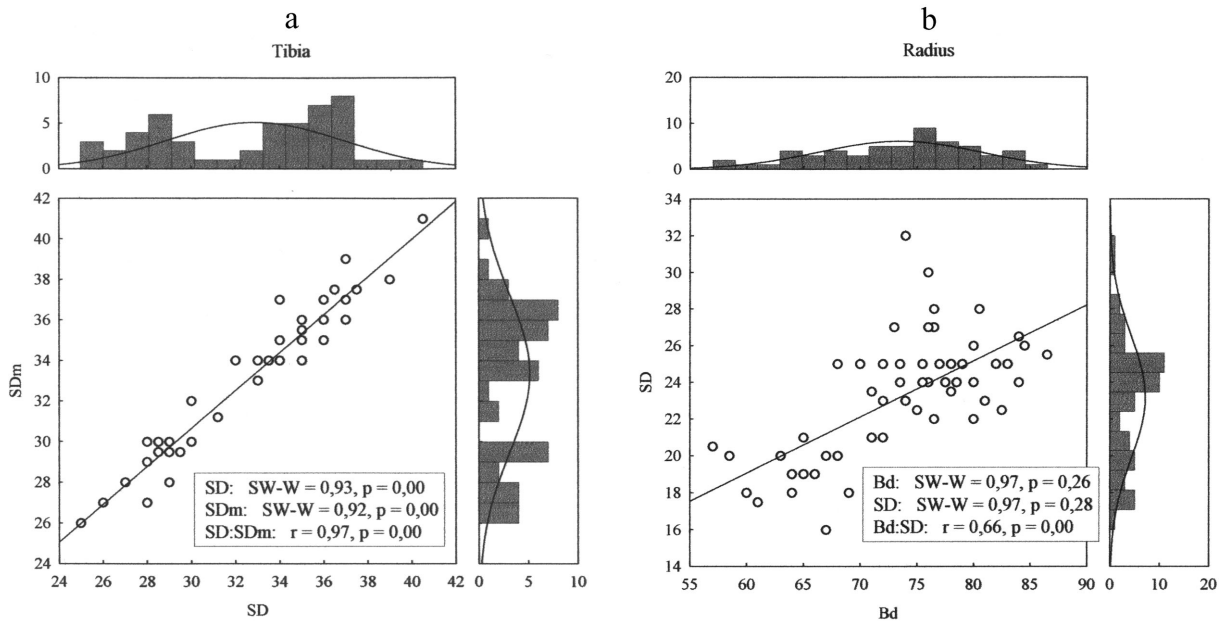 a
Tibia
10
5
0
42
40
38
36
34
32
30
28
26
24
SDm
SD: SW-W = 0,93, p = 0,00
SDm: SW-W = 0,92, p = 0,00
SD:SDm: r = 0,97, p = 0,00
24 26 28 30 32 34 36 38 40 42
SD
0 5 10
b
Radius
20
10
0
34
32
30
28
26
24
22
20
18
16
14
SD
Bd: SW-W = 0,97, p = 0,26
SD: SW-W = 0,97, p = 0,28
Bd:SD: r = 0,66, p = 0,00
55 60 65 70 75 80 85 90
Bd
0 10 20